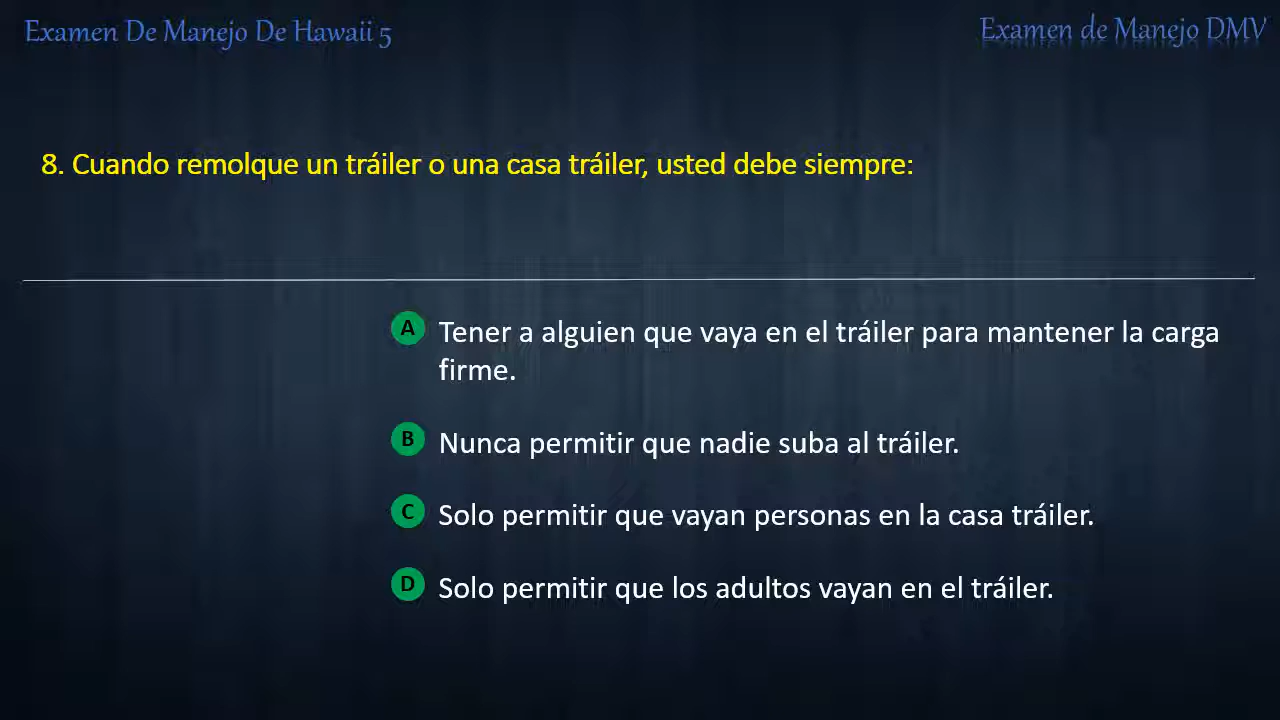 Examen De Manejo De Hawaii 5
Examen de Manejo DMV
8. Cuando remolque un tráiler o una casa tráiler, usted debe siempre:
A Tener a alguien que vaya en el tráiler para mantener la carga
firme.
B Nunca permitir que nadie suba al tráiler.
C Solo permitir que vayan personas en la casa tráiler.
D Solo permitir que los adultos vayan en el tráiler.